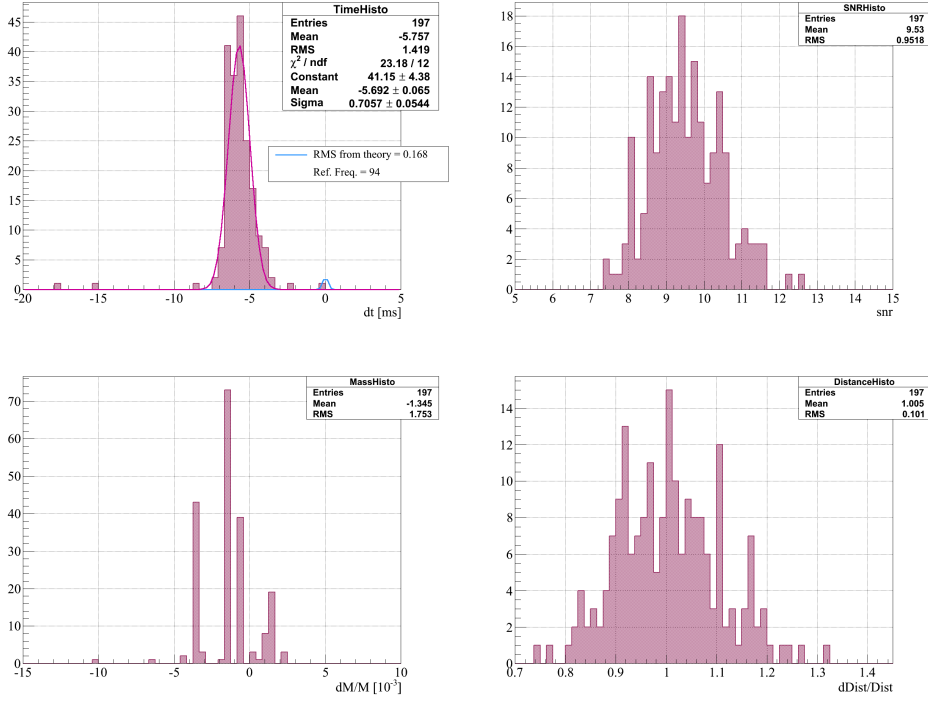 TimeHisto
Entries 197
Mean -5.757
RMS 1.419
χ² / ndf 23.18 / 12
Constant 41.15 ± 4.38
Mean -5.692 ± 0.065
Sigma 0.7057 ± 0.0544
RMS from theory = 0.168
Ref. Freq. = 94
45
40
35
30
25
20
15
10
5
0
-20 -15 -10 -5 0 5
dt [ms]
SNRHisto
Entries 197
Mean 9.53
RMS 0.9518
18
16
14
12
10
8
6
4
2
0
5 6 7 8 9 10 11 12 13 14 15
snr
MassHisto
Entries 197
Mean -1.345
RMS 1.753
70
60
50
40
30
20
10
0
-15 -10 -5 0 5 10
dM/M [10⁻³]
DistanceHisto
Entries 197
Mean 1.005
RMS 0.101
14
12
10
8
6
4
2
0
0.7 0.8 0.9 1 1.1 1.2 1.3 1.4
dDist/Dist